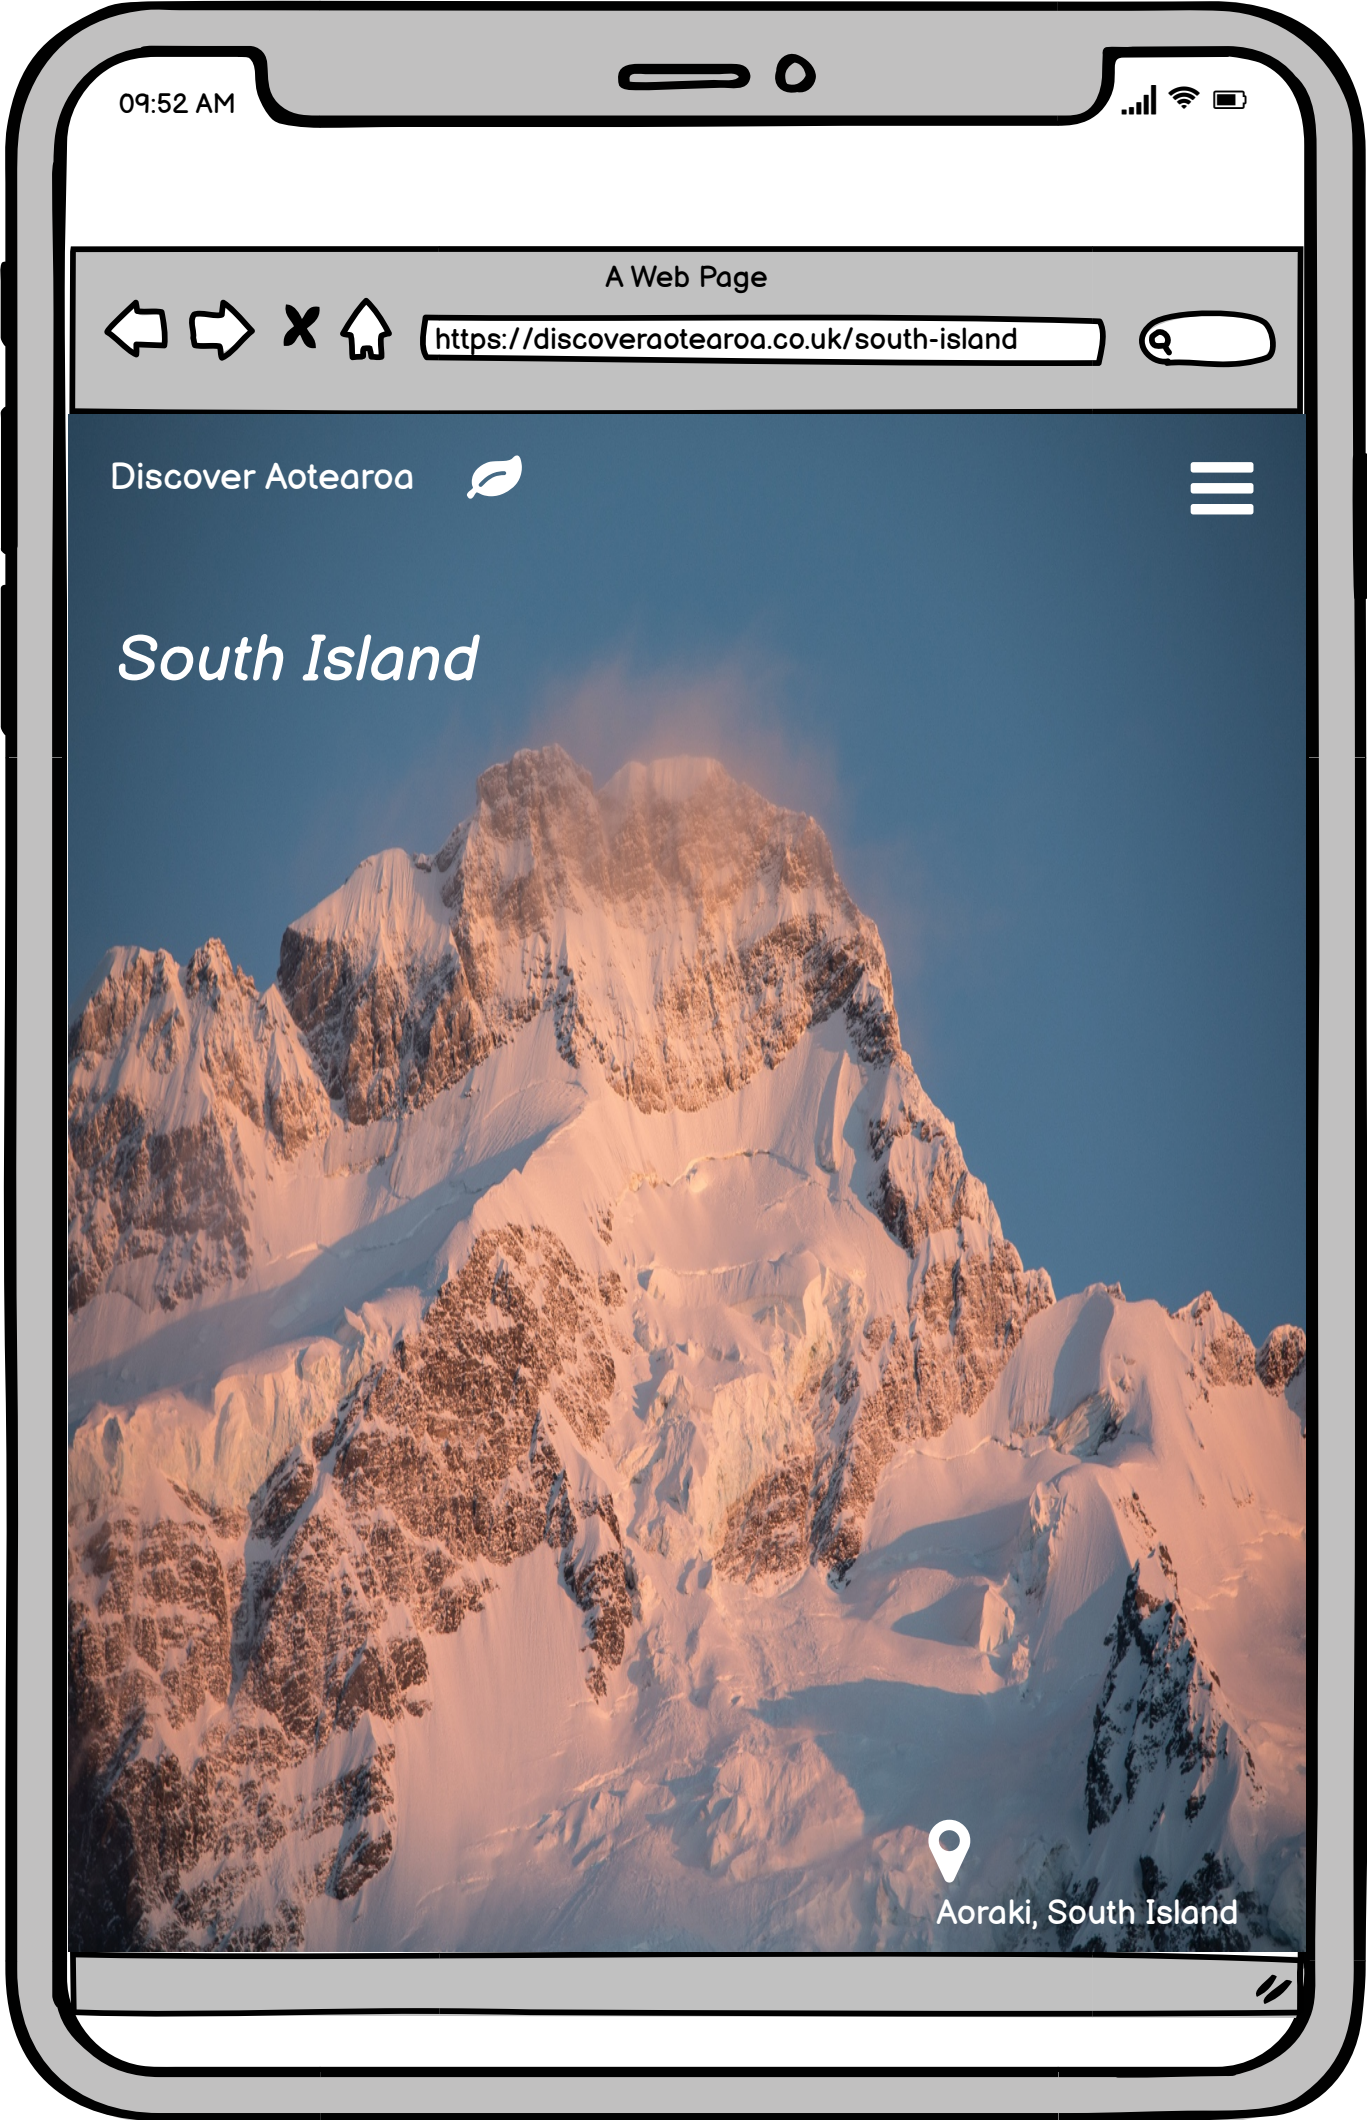 09:52 AM
A Web Page
https://discoveraotearoa.co.uk/south-island
Discover Aotearoa
South Island
Aoraki, South Island